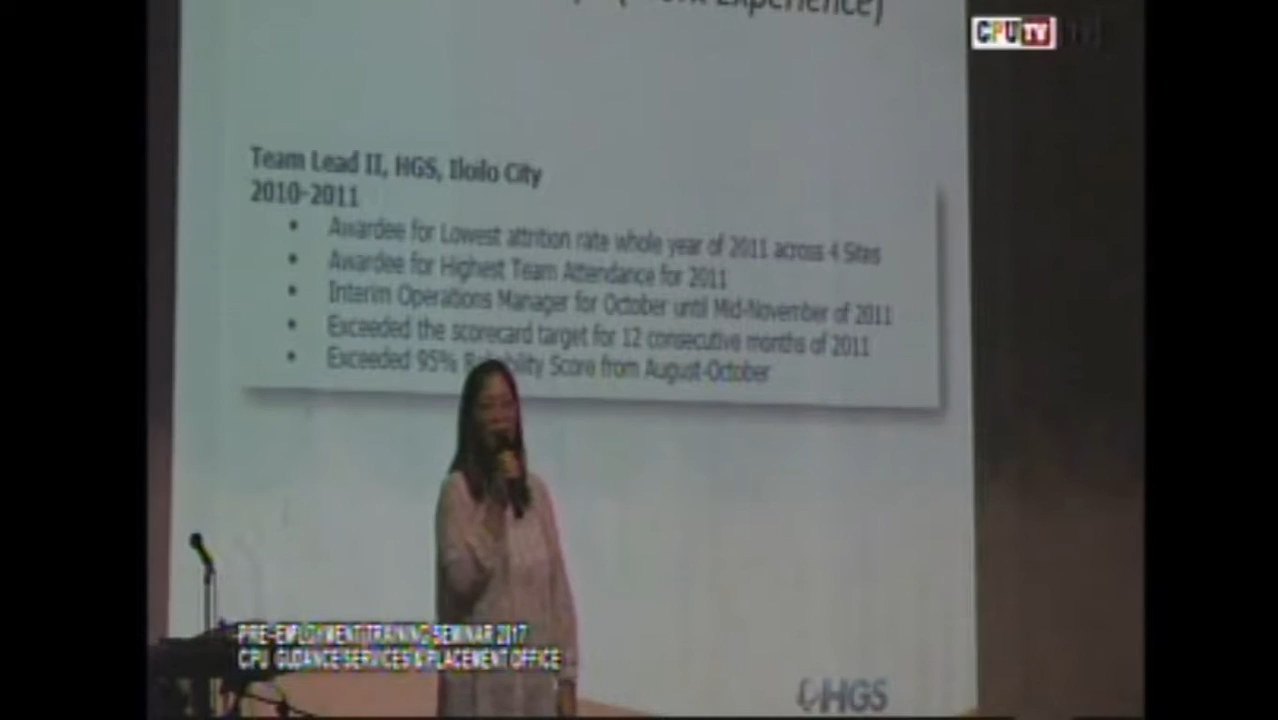 Experience)
CPU TV
Team Lead II, HGS, Iloilo City
2010-2011
• Awardee for Lowest attrition rate whole year of 2011 across 4 Sites
• Awardee for Highest Team Attendance for 2011
• Interim Operations Manager for October until Mid-November of 2011
• Exceeded the scorecard target for 12 consecutive months of 2011
• Exceeded 95% Reliability Score from August-October
PRE-EMPLOYMENT TRAINING SEMINAR 2017
CPU GUIDANCE SERVICES & PLACEMENT OFFICE
HGS